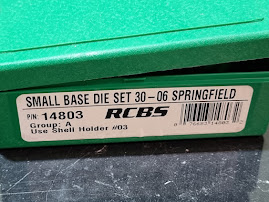 SMALL BASE DIE SET 30-06 SPRINGFIELD
P/N: 14803 RCBS
Group: A
Use Shell Holder #03